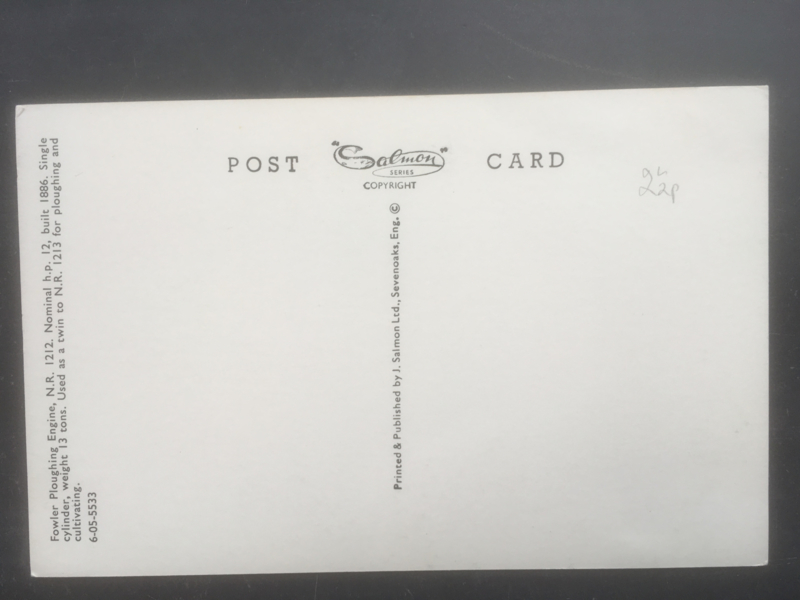 POST "Salmon" CARD
SERIES
COPYRIGHT
22p
Printed & Published by J. Salmon Ltd., Sevenoaks, Eng. ©
Fowler Ploughing Engine, N.R. 1212. Nominal h.p. 12, built 1886. Single
cylinder, weight 13 tons. Used as a twin to N.R. 1213 for ploughing and
cultivating.
6-05-5533